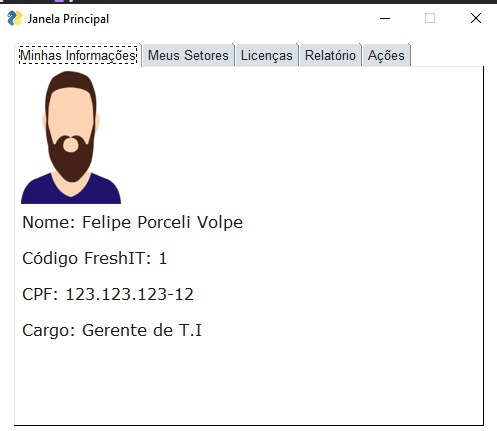 Janela Principal
Minhas Informações Meus Setores Licenças Relatório Ações
Nome: Felipe Porceli Volpe
Código FreshIT: 1
CPF: 123.123.123-12
Cargo: Gerente de T.I